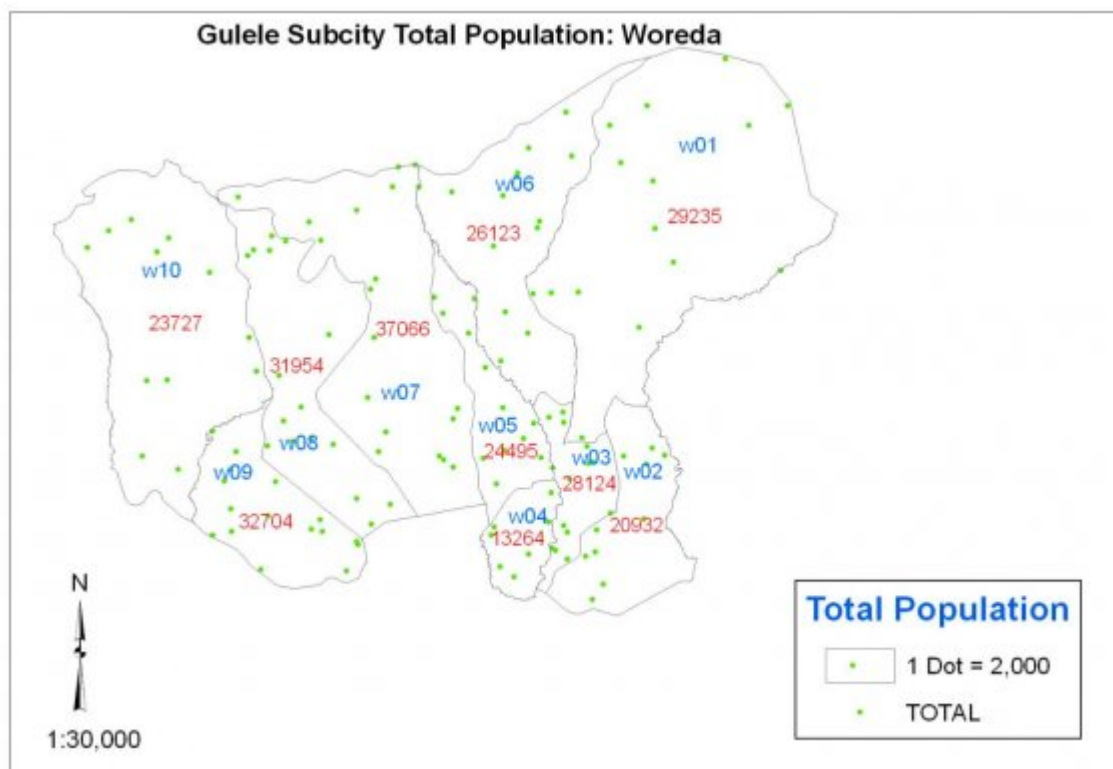 Gulele Subcity Total Population: Woreda
w01
w06
29235
26123
w10
23727
37066
31954
w07
w05
w08
24495
w03
w09
w02
28124
w04
32704
13264
20932
N
1:30,000
Total Population
1 Dot = 2,000
TOTAL